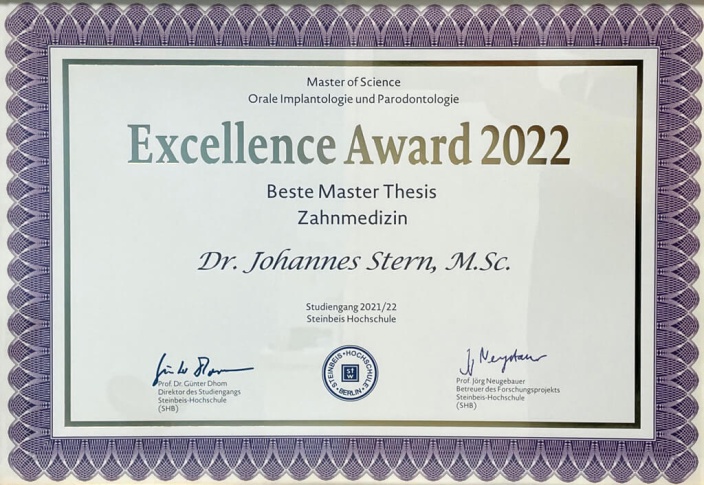 Master of Science
Orale Implantologie und Parodontologie
Excellence Award 2022
Beste Master Thesis
Zahnmedizin
Dr. Johannes Stern, M.Sc.
Studiengang 2021/22
Steinbeis Hochschule
Prof. Dr. Günter Dhom
Direktor des Studiengangs
Steinbeis-Hochschule
(SHB)
STEINBEIS-HOCHSCHULE
BERLIN
Prof. Jörg Neugebauer
Betreuer des Forschungsprojekts
Steinbeis-Hochschule
(SHB)